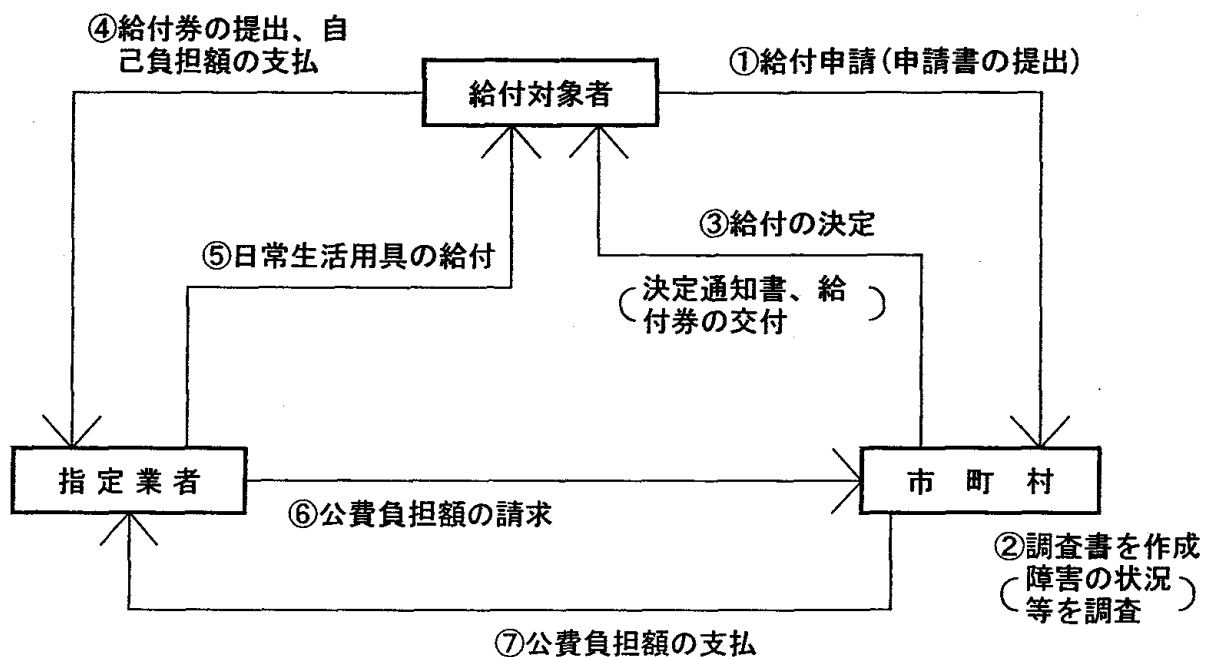 ④給付券の提出、自
己負担額の支払
①給付申請(申請書の提出)
給付対象者
③給付の決定
⑤日常生活用具の給付
(決定通知書、給
付券の交付)
指定業者
市町村
⑥公費負担額の請求
②調査書を作成
(障害の状況
等を調査)
⑦公費負担額の支払